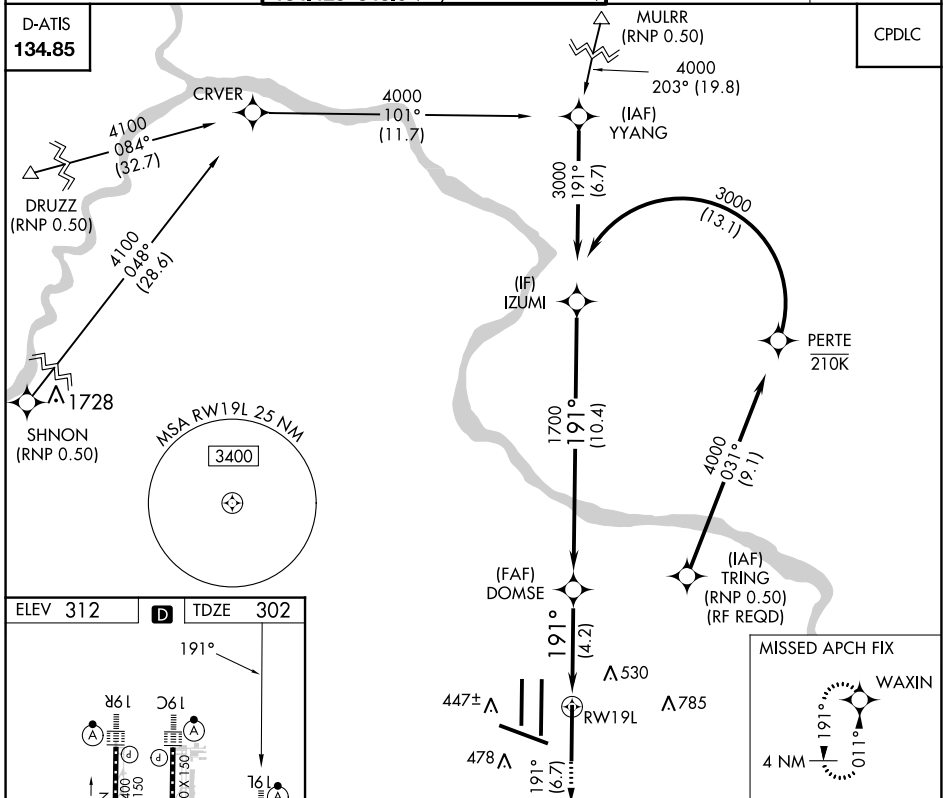 D-ATIS
134.85
CPDLC
MULRR
(RNP 0.50)
4000
203° (19.8)
CRVER
4000
101°
(11.7)
(IAF)
YYANG
4100
084°
(32.7)
DRUZZ
(RNP 0.50)
3000
191°
(6.7)
3000
(13.1)
4100
048°
(28.6)
(IF)
IZUMI
PERTE
210K
1728
SHNON
(RNP 0.50)
MSA RW19L 25 NM
3400
1700
191°
(10.4)
4000
031°
(9.1)
(FAF)
DOMSE
(IAF)
TRING
(RNP 0.50)
(RF REQD)
191°
(4.2)
530
447±
RW19L
785
478
191°
(6.7)
ELEV 312
D
TDZE 302
191°
19R
19C
A
A
P
P
19L
A
X 150
MISSED APCH FIX
WAXIN
191°
011°
4 NM